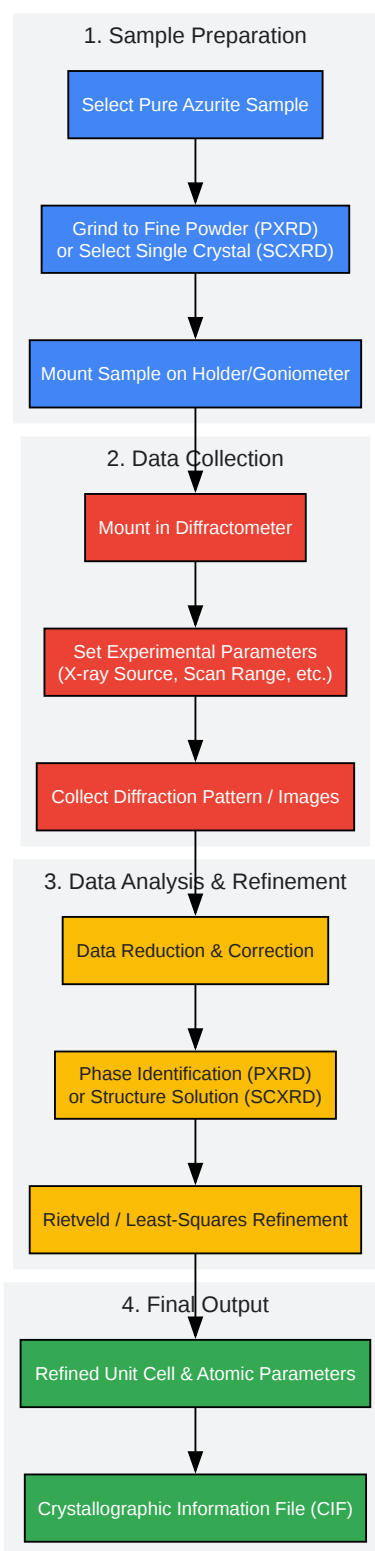 1. Sample Preparation
Select Pure Azurite Sample
Grind to Fine Powder (PXRD)
or Select Single Crystal (SCXRD)
Mount Sample on Holder/Goniometer
2. Data Collection
Mount in Diffractometer
Set Experimental Parameters
(X-ray Source, Scan Range, etc.)
Collect Diffraction Pattern / Images
3. Data Analysis & Refinement
Data Reduction & Correction
Phase Identification (PXRD)
or Structure Solution (SCXRD)
Rietveld / Least-Squares Refinement
4. Final Output
Refined Unit Cell & Atomic Parameters
Crystallographic Information File (CIF)